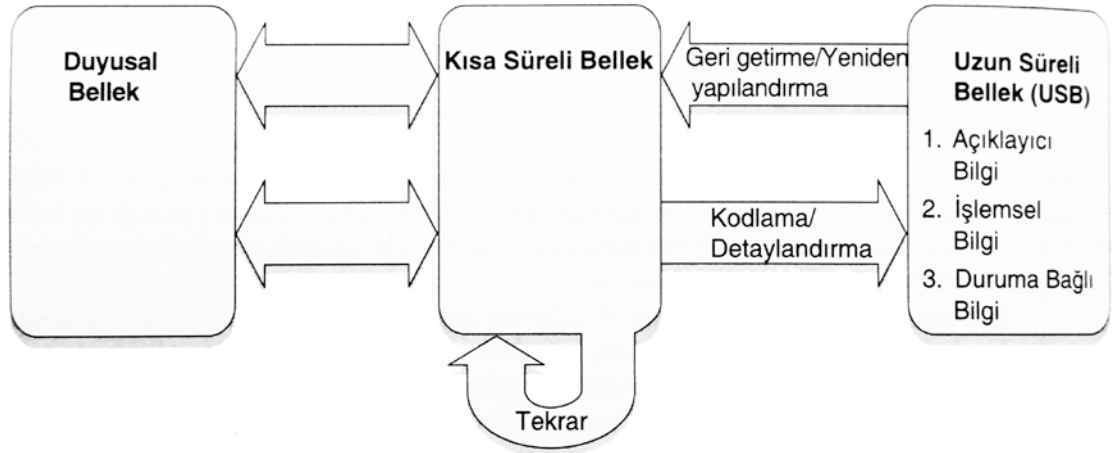 Duyusal
Bellek
Kısa Süreli Bellek
Geri getirme/Yeniden
yapılandırma
Kodlama/
Detaylandırma
Tekrar
Uzun Süreli
Bellek (USB)
1. Açıklayıcı
Bilgi
2. İşlemsel
Bilgi
3. Duruma Bağlı
Bilgi